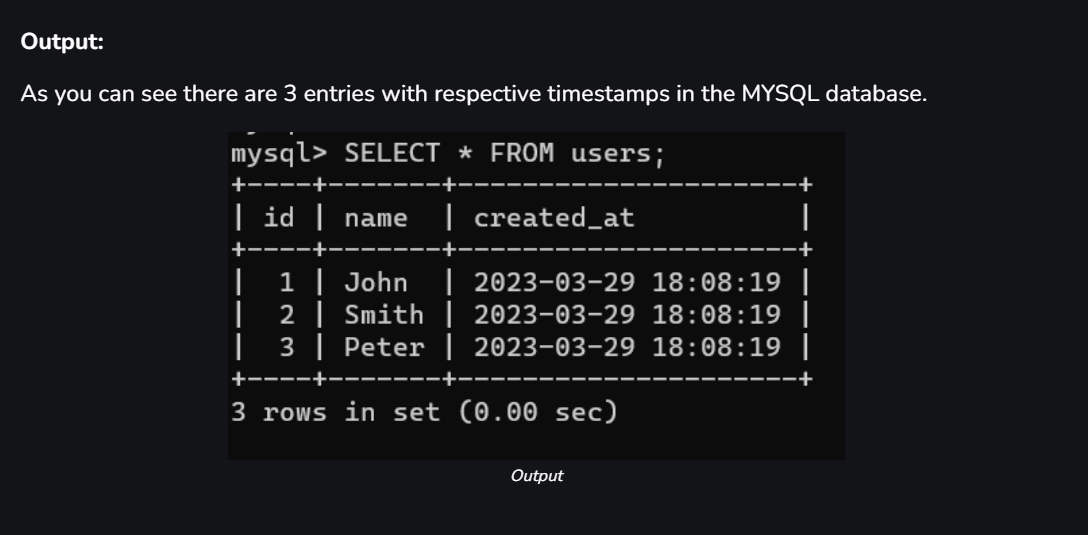 Output:
As you can see there are 3 entries with respective timestamps in the MYSQL database.
mysql> SELECT * FROM users;
+----+-------+---------------------+
| id | name  | created_at          |
+----+-------+---------------------+
|  1 | John  | 2023-03-29 18:08:19 |
|  2 | Smith | 2023-03-29 18:08:19 |
|  3 | Peter | 2023-03-29 18:08:19 |
+----+-------+---------------------+
3 rows in set (0.00 sec)
Output